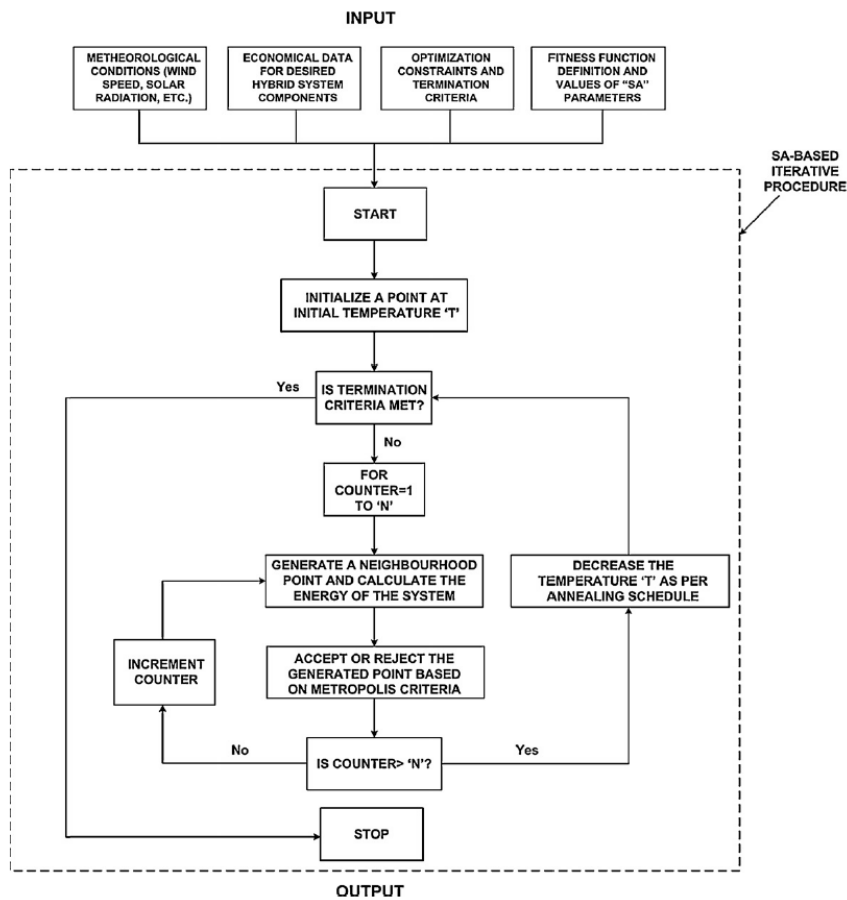 INPUT
METHEOROLOGICAL
CONDITIONS (WIND
SPEED, SOLAR
RADIATION, ETC.)
ECONOMICAL DATA
FOR DESIRED
HYBRID SYSTEM
COMPONENTS
OPTIMIZATION
CONSTRAINTS AND
TERMINATION
CRITERIA
FITNESS FUNCTION
DEFINITION AND
VALUES OF “SA”
PARAMETERS
SA-BASED
ITERATIVE
PROCEDURE
START
INITIALIZE A POINT AT
INITIAL TEMPERATURE ‘T’
Yes
IS TERMINATION
CRITERIA MET?
No
FOR
COUNTER=1
TO ‘N’
GENERATE A NEIGHBOURHOOD
POINT AND CALCULATE THE
ENERGY OF THE SYSTEM
DECREASE THE
TEMPERATURE ‘T’ AS PER
ANNEALING SCHEDULE
INCREMENT
COUNTER
ACCEPT OR REJECT THE
GENERATED POINT BASED
ON METROPOLIS CRITERIA
No
IS COUNTER> ‘N’?
Yes
STOP
OUTPUT